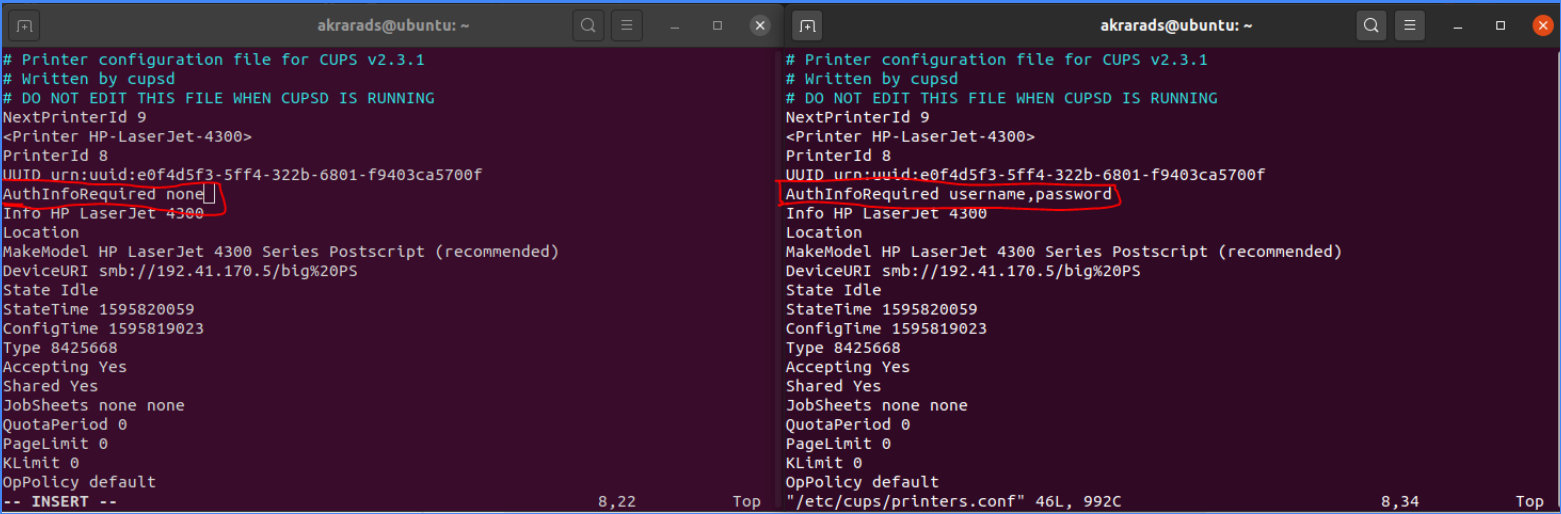 akrarads@ubuntu: ~
# Printer configuration file for CUPS v2.3.1
# Written by cupsd
# DO NOT EDIT THIS FILE WHEN CUPSD IS RUNNING
NextPrinterId 9
<Printer HP-LaserJet-4300>
PrinterId 8
UUID urn:uuid:e0f4d5f3-5ff4-322b-6801-f9403ca5700f
AuthInfoRequired none
Info HP LaserJet 4300
Location
MakeModel HP LaserJet 4300 Series Postscript (recommended)
DeviceURI smb://192.41.170.5/big%20PS
State Idle
StateTime 1595820059
ConfigTime 1595819023
Type 8425668
Accepting Yes
Shared Yes
JobSheets none none
QuotaPeriod 0
PageLimit 0
KLimit 0
OpPolicy default
-- INSERT -- 8,22 Top
akrarads@ubuntu: ~
# Printer configuration file for CUPS v2.3.1
# Written by cupsd
# DO NOT EDIT THIS FILE WHEN CUPSD IS RUNNING
NextPrinterId 9
<Printer HP-LaserJet-4300>
PrinterId 8
UUID urn:uuid:e0f4d5f3-5ff4-322b-6801-f9403ca5700f
AuthInfoRequired username,password
Info HP LaserJet 4300
Location
MakeModel HP LaserJet 4300 Series Postscript (recommended)
DeviceURI smb://192.41.170.5/big%20PS
State Idle
StateTime 1595820059
ConfigTime 1595819023
Type 8425668
Accepting Yes
Shared Yes
JobSheets none none
QuotaPeriod 0
PageLimit 0
KLimit 0
OpPolicy default
"/etc/cups/printers.conf" 46L, 992C 8,34 Top